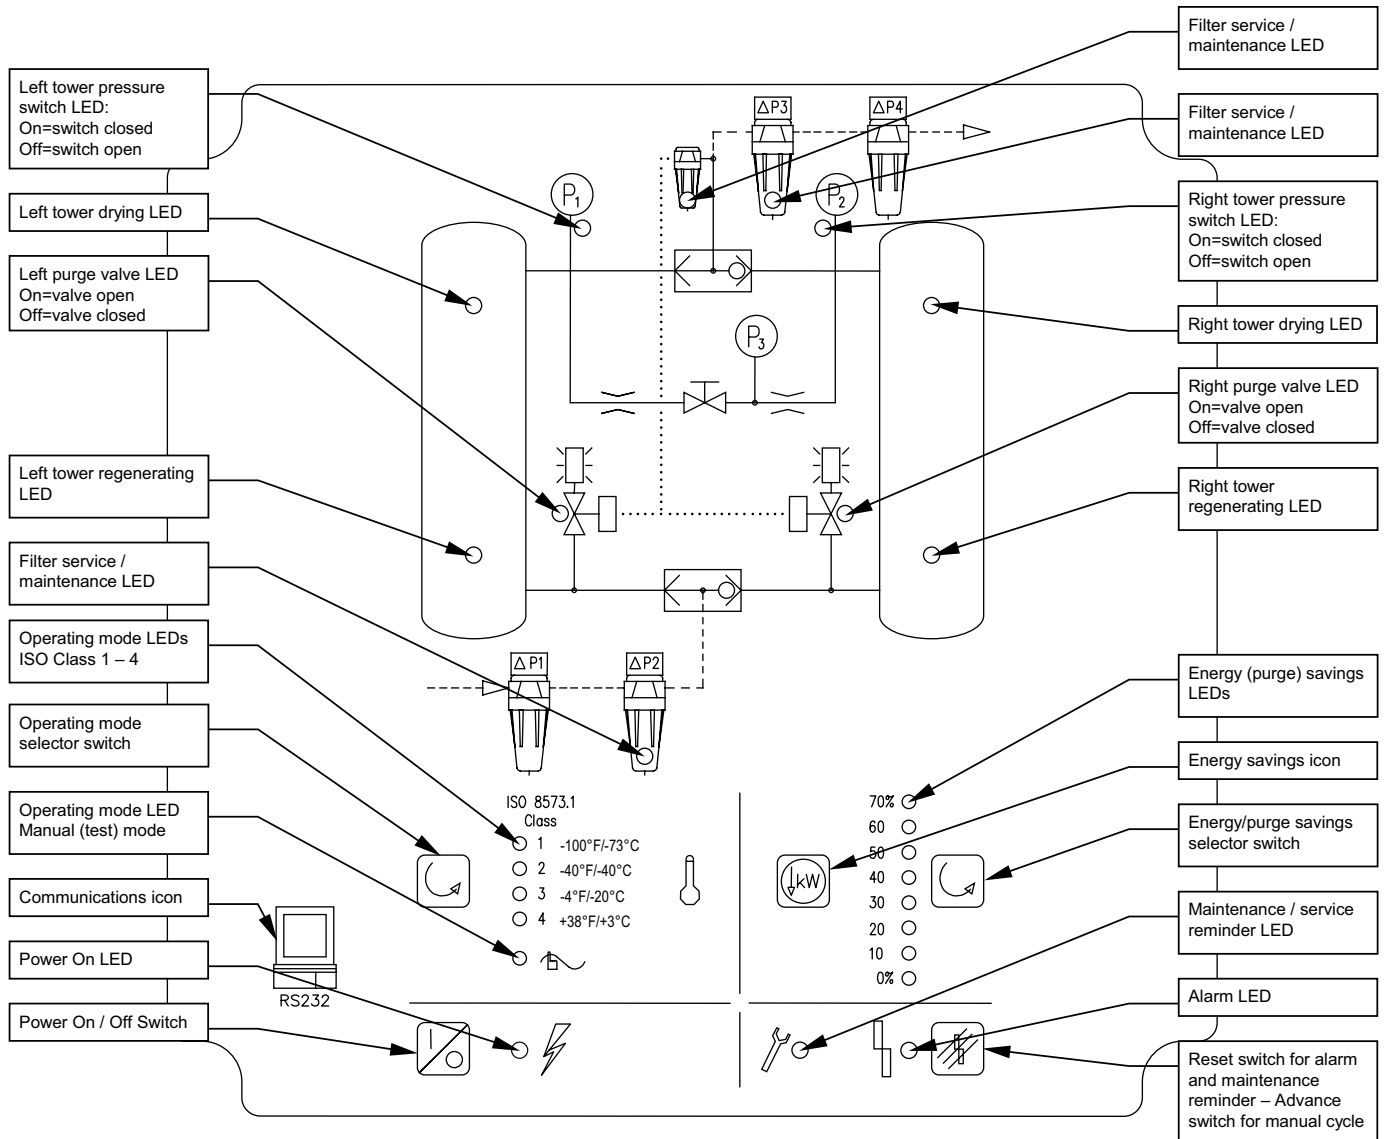 Filter service /
maintenance LED
Left tower pressure
switch LED:
On=switch closed
Off=switch open
Filter service /
maintenance LED
△P3
△P4
Left tower drying LED
P1
P2
Right tower pressure
switch LED:
On=switch closed
Off=switch open
Left purge valve LED
On=valve open
Off=valve closed
P3
Right tower drying LED
Right purge valve LED
On=valve open
Off=valve closed
Left tower regenerating
LED
Right tower
regenerating LED
Filter service /
maintenance LED
Operating mode LEDs
ISO Class 1 – 4
△P1
△P2
Energy (purge) savings
LEDs
Operating mode
selector switch
Energy savings icon
Operating mode LED
Manual (test) mode
ISO 8573.1
Class
1 -100°F/-73°C
2 -40°F/-40°C
3 -4°F/-20°C
4 +38°F/+3°C
70%
60
50
40
30
20
10
0%
kW
Energy/purge savings
selector switch
Communications icon
RS232
Maintenance / service
reminder LED
Power On LED
Alarm LED
Power On / Off Switch
Reset switch for alarm
and maintenance
reminder – Advance
switch for manual cycle